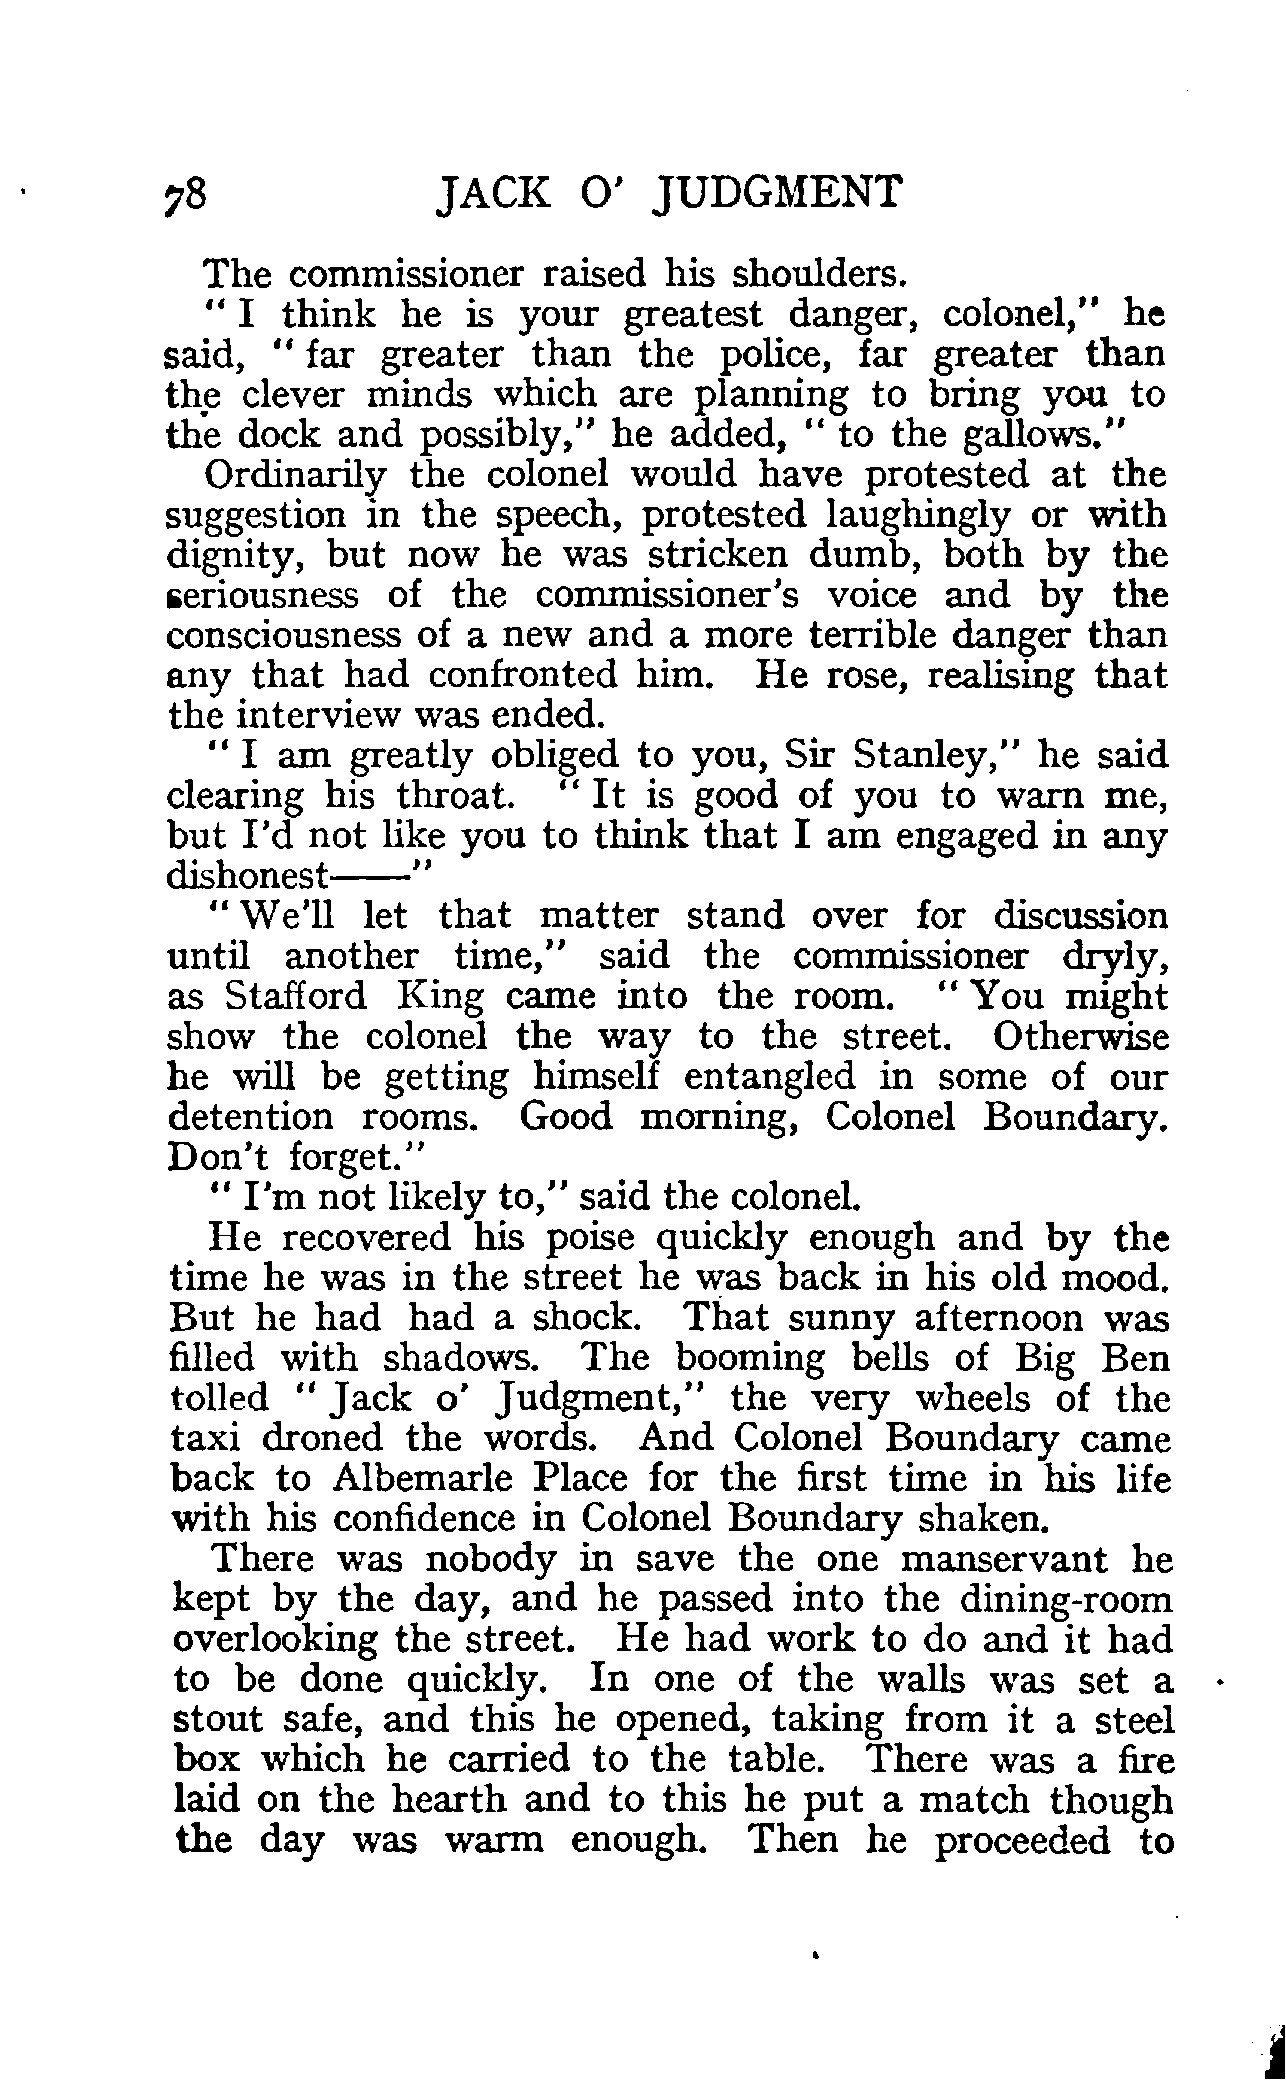 78 JACK O' JUDGMENT
The commissioner raised his shoulders.
" I think he is your greatest danger, colonel," he
said, " far greater than the police, far greater than
the clever minds which are planning to bring you to
the dock and possibly," he added, " to the gallows."
Ordinarily the colonel would have protested at the
suggestion in the speech, protested laughingly or with
dignity, but now he was stricken dumb, both by the
seriousness of the commissioner's voice and by the
consciousness of a new and a more terrible danger than
any that had confronted him. He rose, realising that
the interview was ended.
" I am greatly obliged to you, Sir Stanley," he said
clearing his throat. " It is good of you to warn me,
but I'd not like you to think that I am engaged in any
dishonest——"
" We'll let that matter stand over for discussion
until another time," said the commissioner dryly,
as Stafford King came into the room. " You might
show the colonel the way to the street. Otherwise
he will be getting himself entangled in some of our
detention rooms. Good morning, Colonel Boundary.
Don't forget."
" I'm not likely to," said the colonel.
He recovered his poise quickly enough and by the
time he was in the street he was back in his old mood.
But he had had a shock. That sunny afternoon was
filled with shadows. The booming bells of Big Ben
tolled " Jack o' Judgment," the very wheels of the
taxi droned the words. And Colonel Boundary came
back to Albemarle Place for the first time in his life
with his confidence in Colonel Boundary shaken.
There was nobody in save the one manservant he
kept by the day, and he passed into the dining-room
overlooking the street. He had work to do and it had
to be done quickly. In one of the walls was set a
stout safe, and this he opened, taking from it a steel
box which he carried to the table. There was a fire
laid on the hearth and to this he put a match though
the day was warm enough. Then he proceeded to